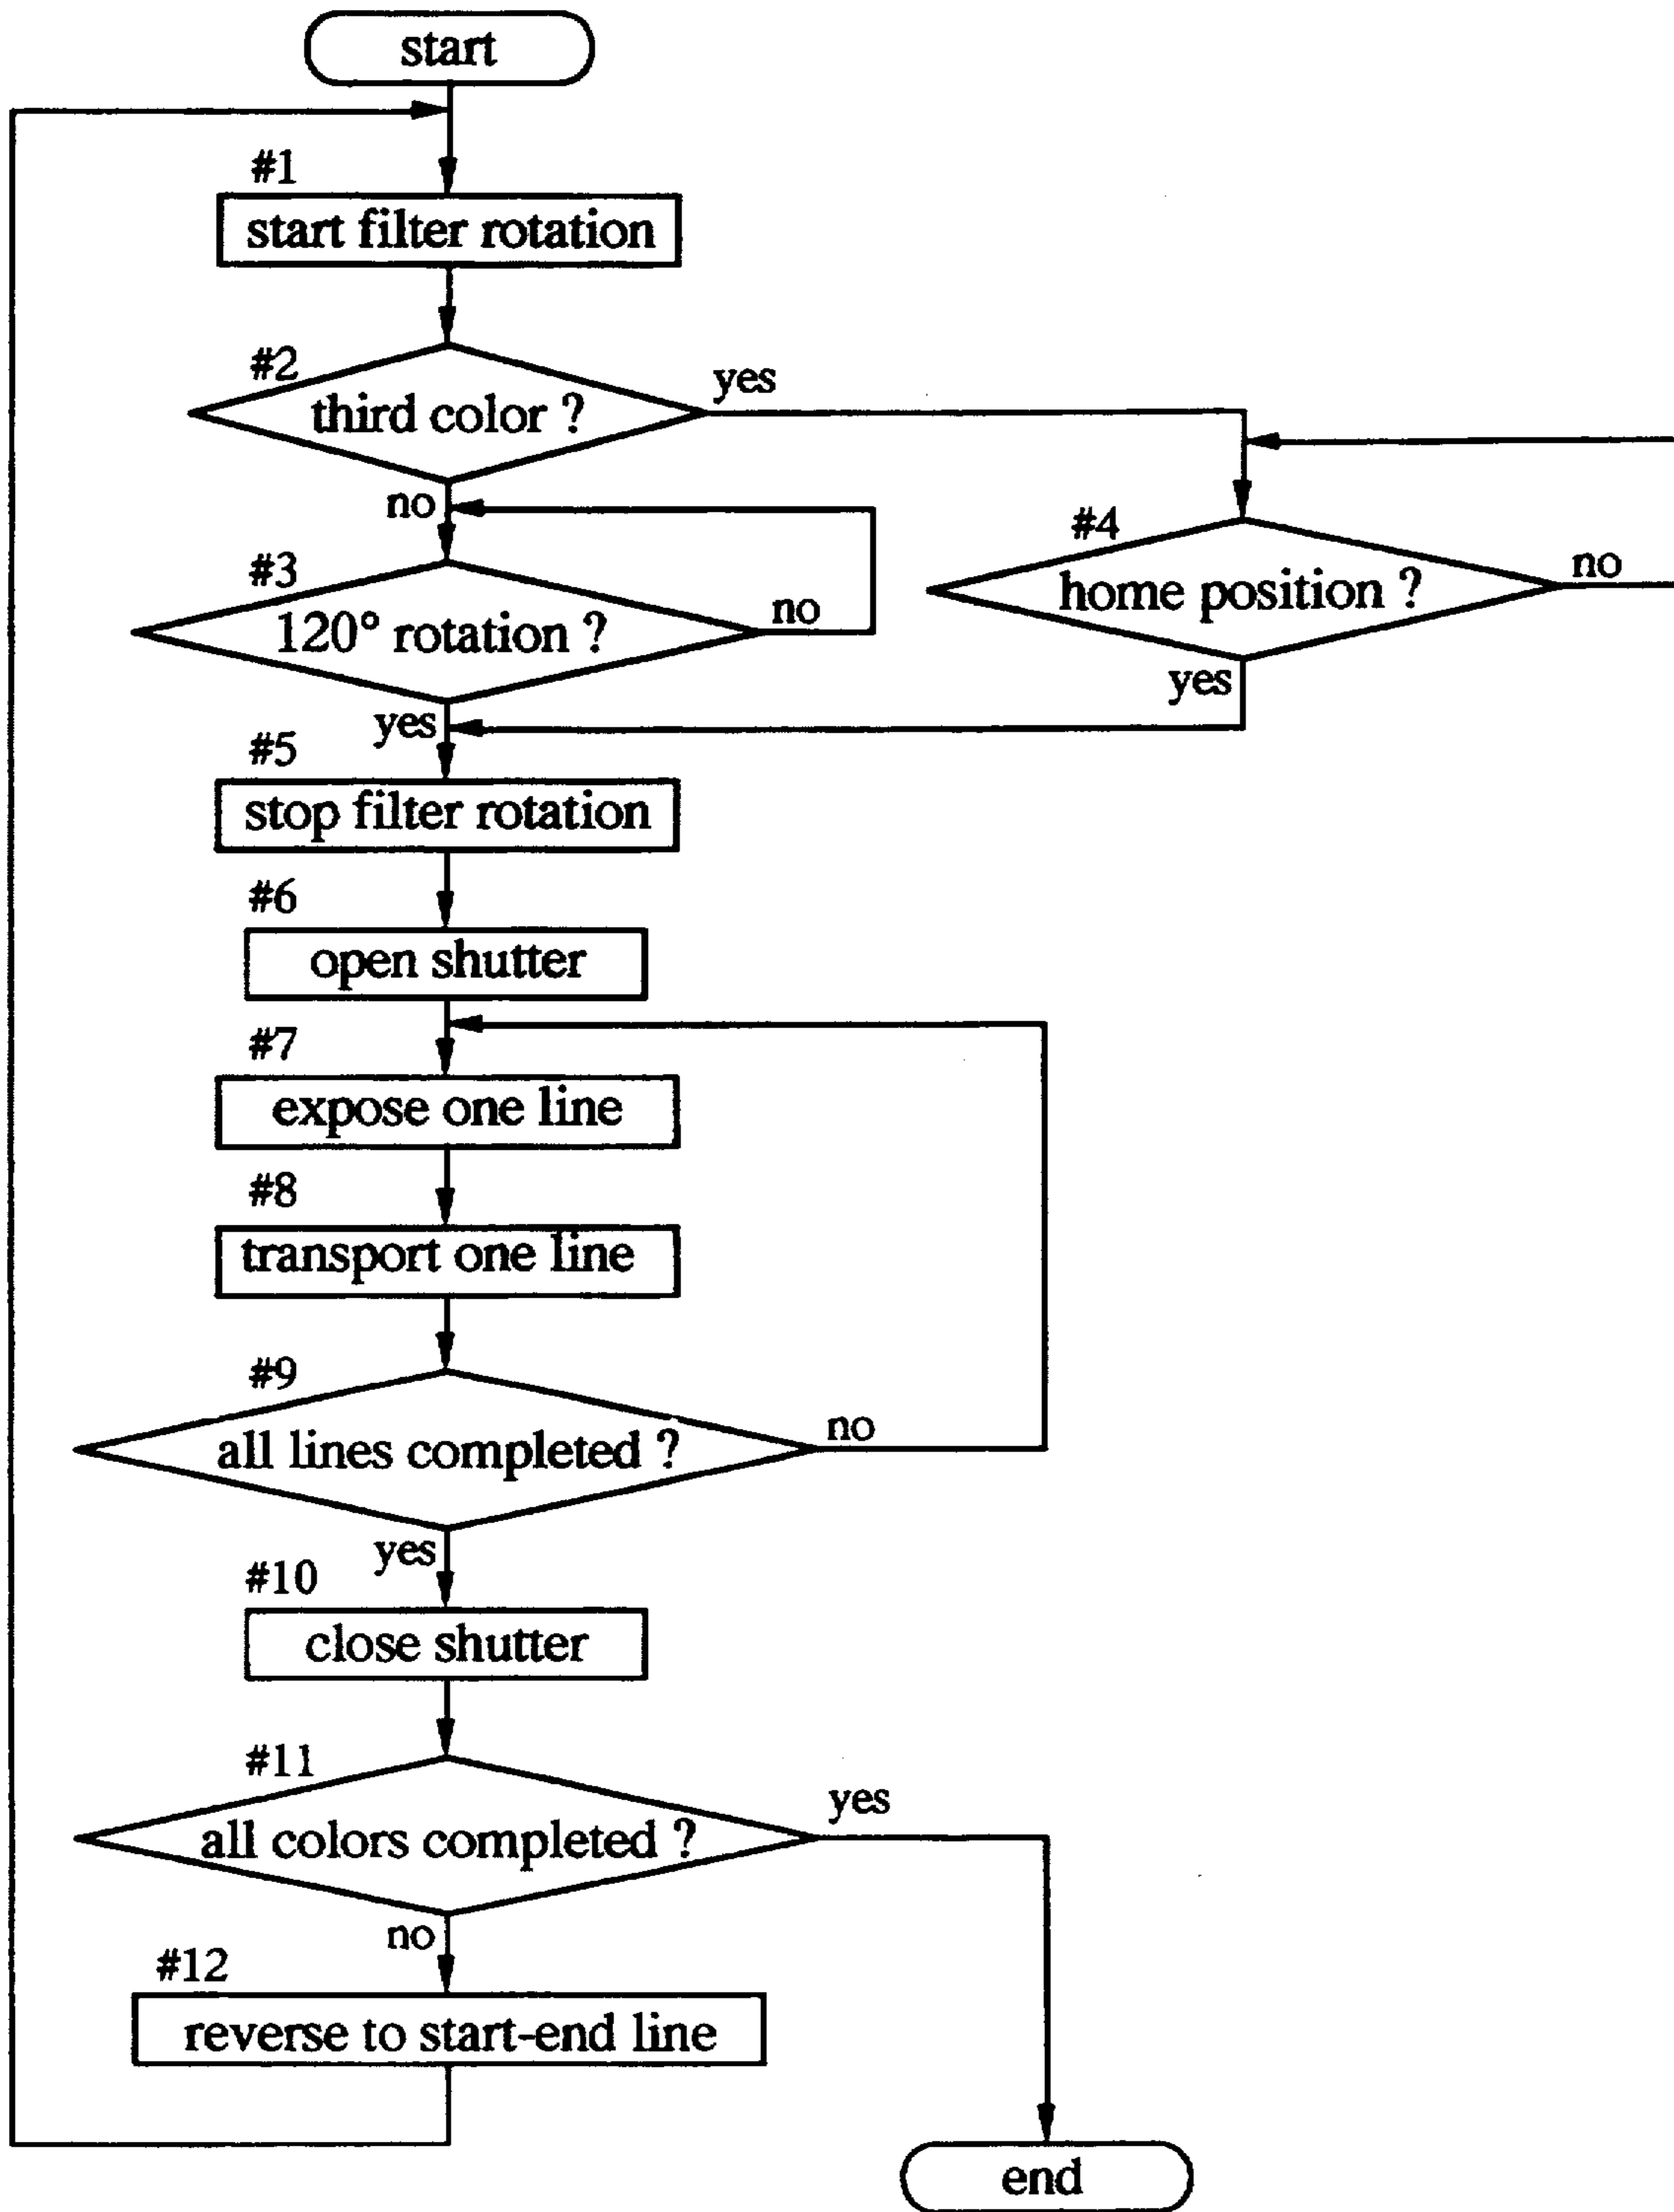 start
#1
start filter rotation
#2
third color ?
yes
no
#3
120° rotation ?
no
#4
home position ?
no
yes
yes
#5
stop filter rotation
#6
open shutter
#7
expose one line
#8
transport one line
#9
all lines completed ?
no
yes
#10
close shutter
#11
all colors completed ?
yes
no
#12
reverse to start-end line
end